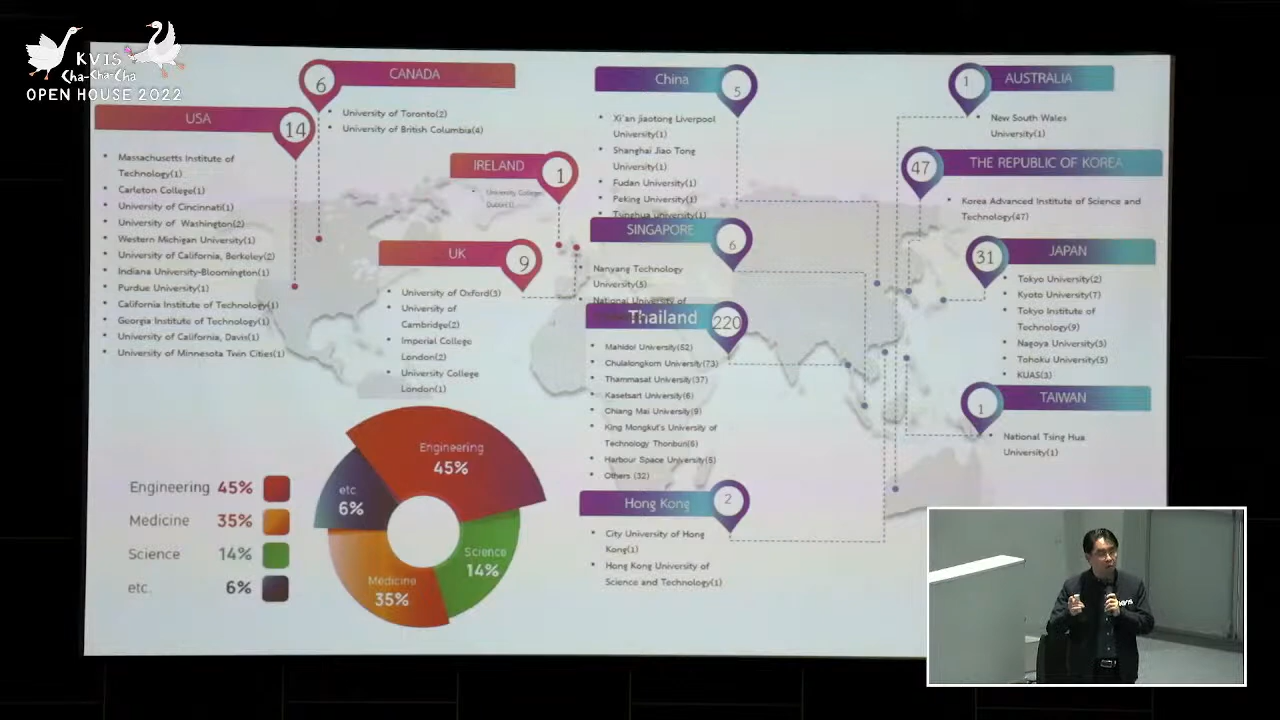 KVIS
Cha-Cha-Cha
OPEN HOUSE 2022
USA
14
Massachusetts Institute of
Technology(1)
Carleton College(1)
University of Cincinnati(1)
University of Washington(2)
Western Michigan University(1)
University of California, Berkeley(2)
Indiana University-Bloomington(1)
Purdue University(1)
California Institute of Technology(1)
Georgia Institute of Technology(1)
University of California, Davis(1)
University of Minnesota Twin Cities(1)
6
CANADA
University of Toronto(2)
University of British Columbia(4)
IRELAND
1
University College
Dublin(1)
UK
9
University of Oxford(3)
University of
Cambridge(2)
Imperial College
London(2)
University College
London(1)
China
5
Xi'an Jiaotong Liverpool
University(1)
Shanghai Jiao Tong
University(1)
Fudan University(1)
Peking University(1)
Tsinghua University(1)
SINGAPORE
6
Nanyang Technology
University(5)
National University of
Thailand
220
Mahidol University(52)
Chulalongkorn University(73)
Thammasat University(37)
Kasetsart University(6)
Chiang Mai University(9)
King Mongkut's University of
Technology Thonburi(6)
Harbour Space University(5)
Others (32)
Hong Kong
2
City University of Hong
Kong(1)
Hong Kong University of
Science and Technology(1)
1
AUSTRALIA
New South Wales
University(1)
47
THE REPUBLIC OF KOREA
Korea Advanced Institute of Science and
Technology(47)
31
JAPAN
Tokyo University(2)
Kyoto University(7)
Tokyo Institute of
Technology(9)
Nagoya University(5)
Tohoku University(5)
KUAS(3)
1
TAIWAN
National Tsing Hua
University(1)
Engineering 45%
Medicine 35%
Science 14%
etc. 6%
Engineering
45%
etc
6%
Science
14%
Medicine
35%